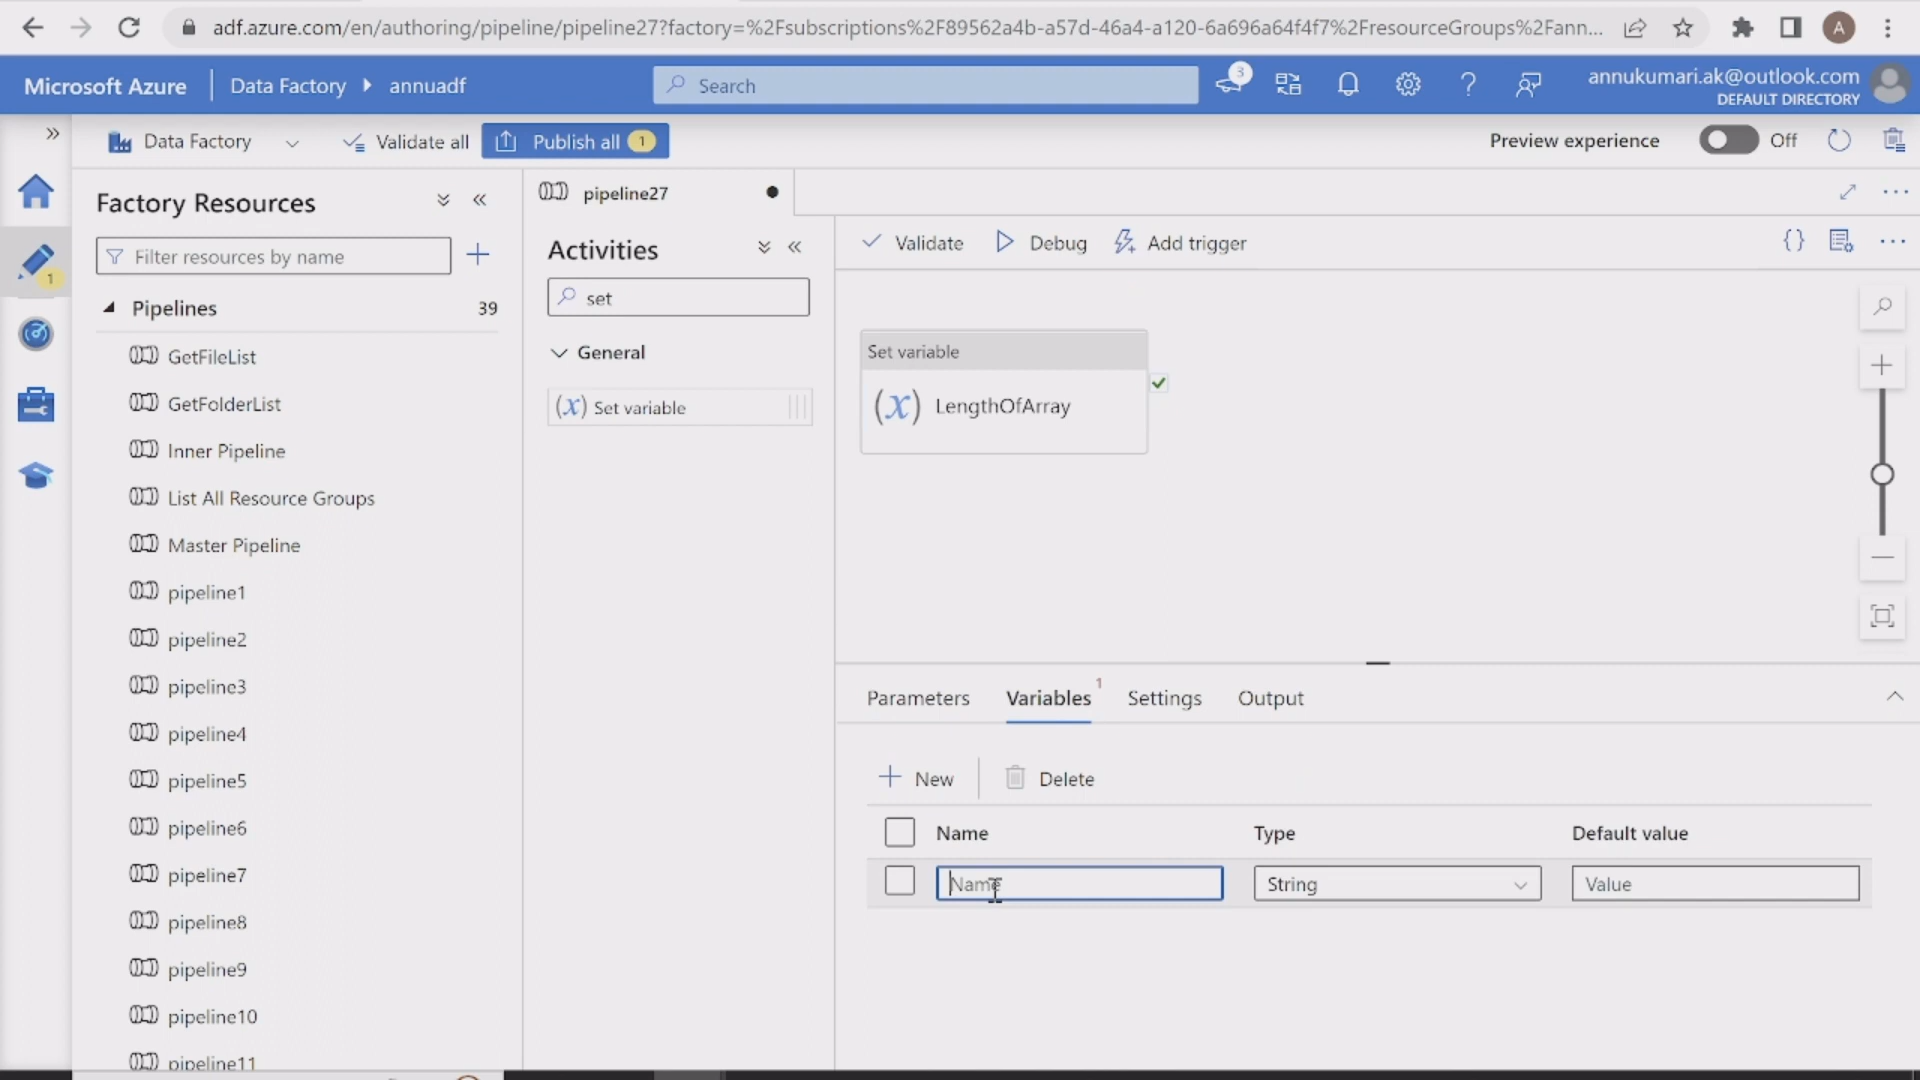 adf.azure.com/en/authoring/pipeline/pipeline27?factory=%2Fsubscriptions%2F89562a4b-a57d-46a4-a120-6a696a64f4f7%2FresourceGroups%2Fann...
A
Microsoft Azure
Data Factory
annuadf
Search
3
annukumari.ak@outlook.com
DEFAULT DIRECTORY
Data Factory
Validate all
Publish all 1
Preview experience
Off
Factory Resources
Filter resources by name
1
Pipelines
39
GetFileList
GetFolderList
Inner Pipeline
List All Resource Groups
Master Pipeline
pipeline1
pipeline2
pipeline3
pipeline4
pipeline5
pipeline6
pipeline7
pipeline8
pipeline9
pipeline10
pipeline11
pipeline27
Activities
set
General
(x) Set variable
Validate
Debug
Add trigger
{}
Set variable
(x) LengthOfArray
Parameters
Variables 1
Settings
Output
New
Delete
Name
Type
Default value
Name
String
Value